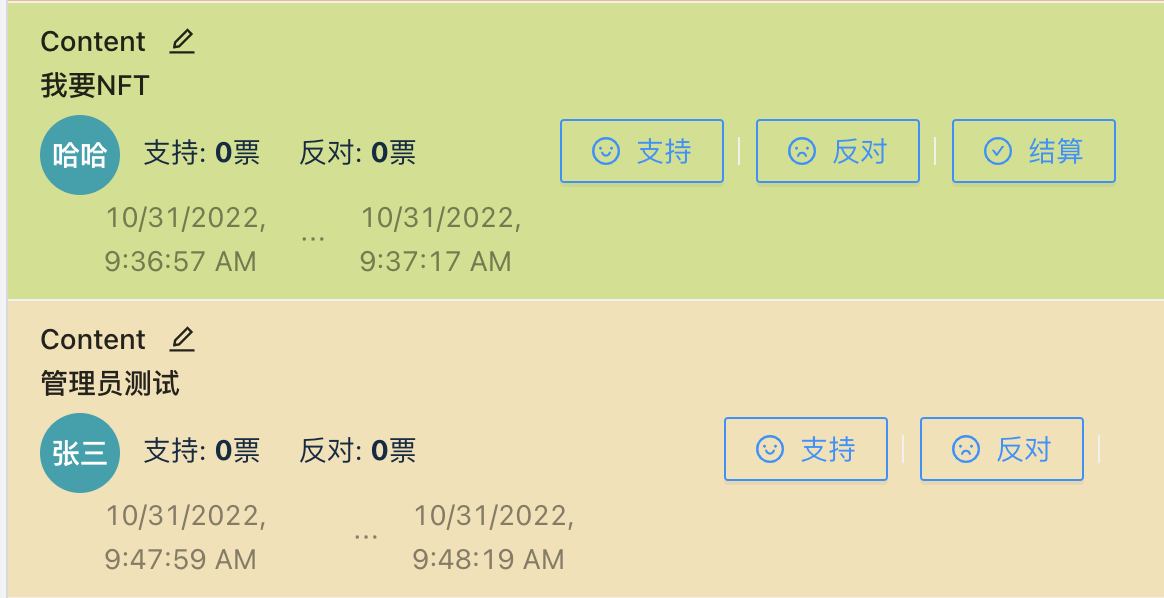 Content
我要NFT
哈哈 支持: 0票 反对: 0票 支持 反对 结算
10/31/2022, ... 10/31/2022,
9:36:57 AM 9:37:17 AM
Content
管理员测试
张三 支持: 0票 反对: 0票 支持 反对
10/31/2022, ... 10/31/2022,
9:47:59 AM 9:48:19 AM